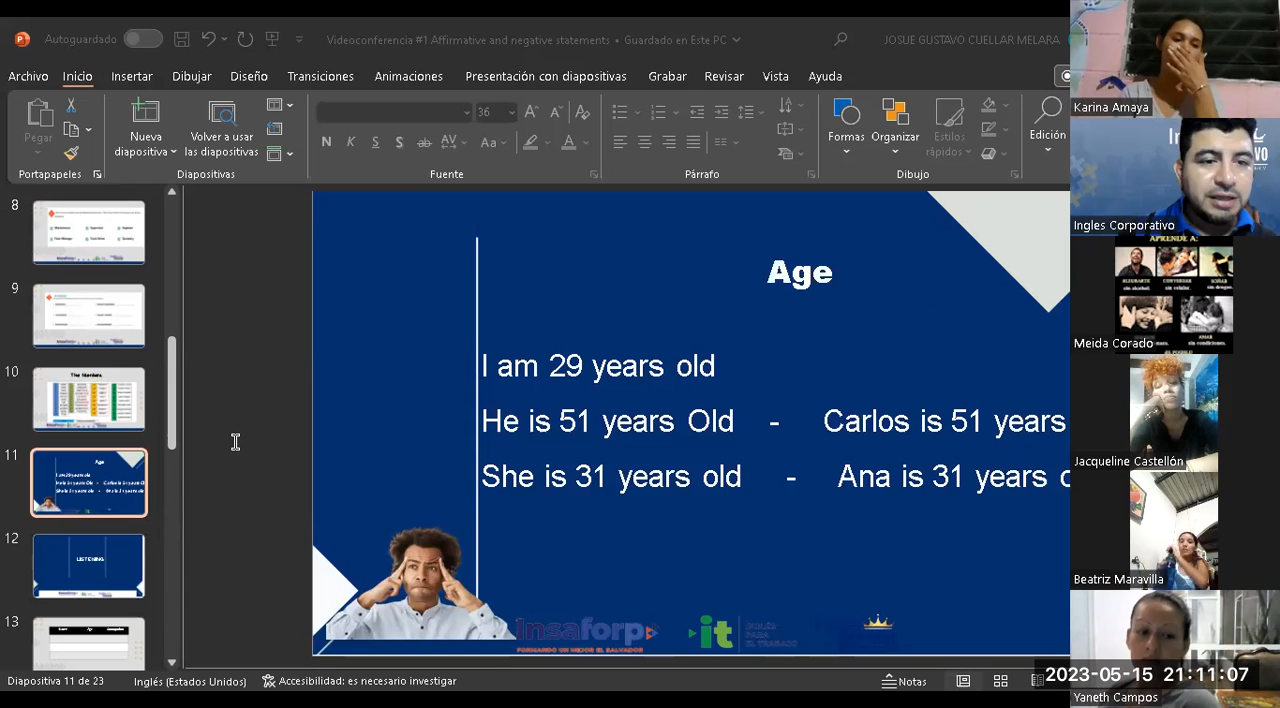 Autoguardado
Videoconferencia #1 Affirmative and negative statements • Guardado en Este PC
JOSUE GUSTAVO CUELLAR MELARA
Archivo Inicio Insertar Dibujar Diseño Transiciones Animaciones Presentación con diapositivas Grabar Revisar Vista Ayuda
Pegar
Nueva diapositiva
Volver a usar las diapositivas
36
N K S S ab AV Aa A
Formas
Organizar
Estilos rápidos
Edición
Portapapeles
Diapositivas
Fuente
Párrafo
Dibujo
8
9
10
The Numbers
11
Age
12
LISTENING
13
Age
I am 29 years old
He is 51 years Old - Carlos is 51 years
She is 31 years old - Ana is 31 years
Insaforp
FORMANDO UN MEJOR EL SALVADOR
it
INGLÉS
PARA
EL TRABAJO
Diapositiva 11 de 23
Inglés (Estados Unidos)
Accesibilidad: es necesario investigar
Notas
Karina Amaya
Ingles Corporativo
APRENDE A:
Meida Corado
Jacqueline Castellón
Beatriz Maravilla
2023-05-15 21:11:07
Yaneth Campos